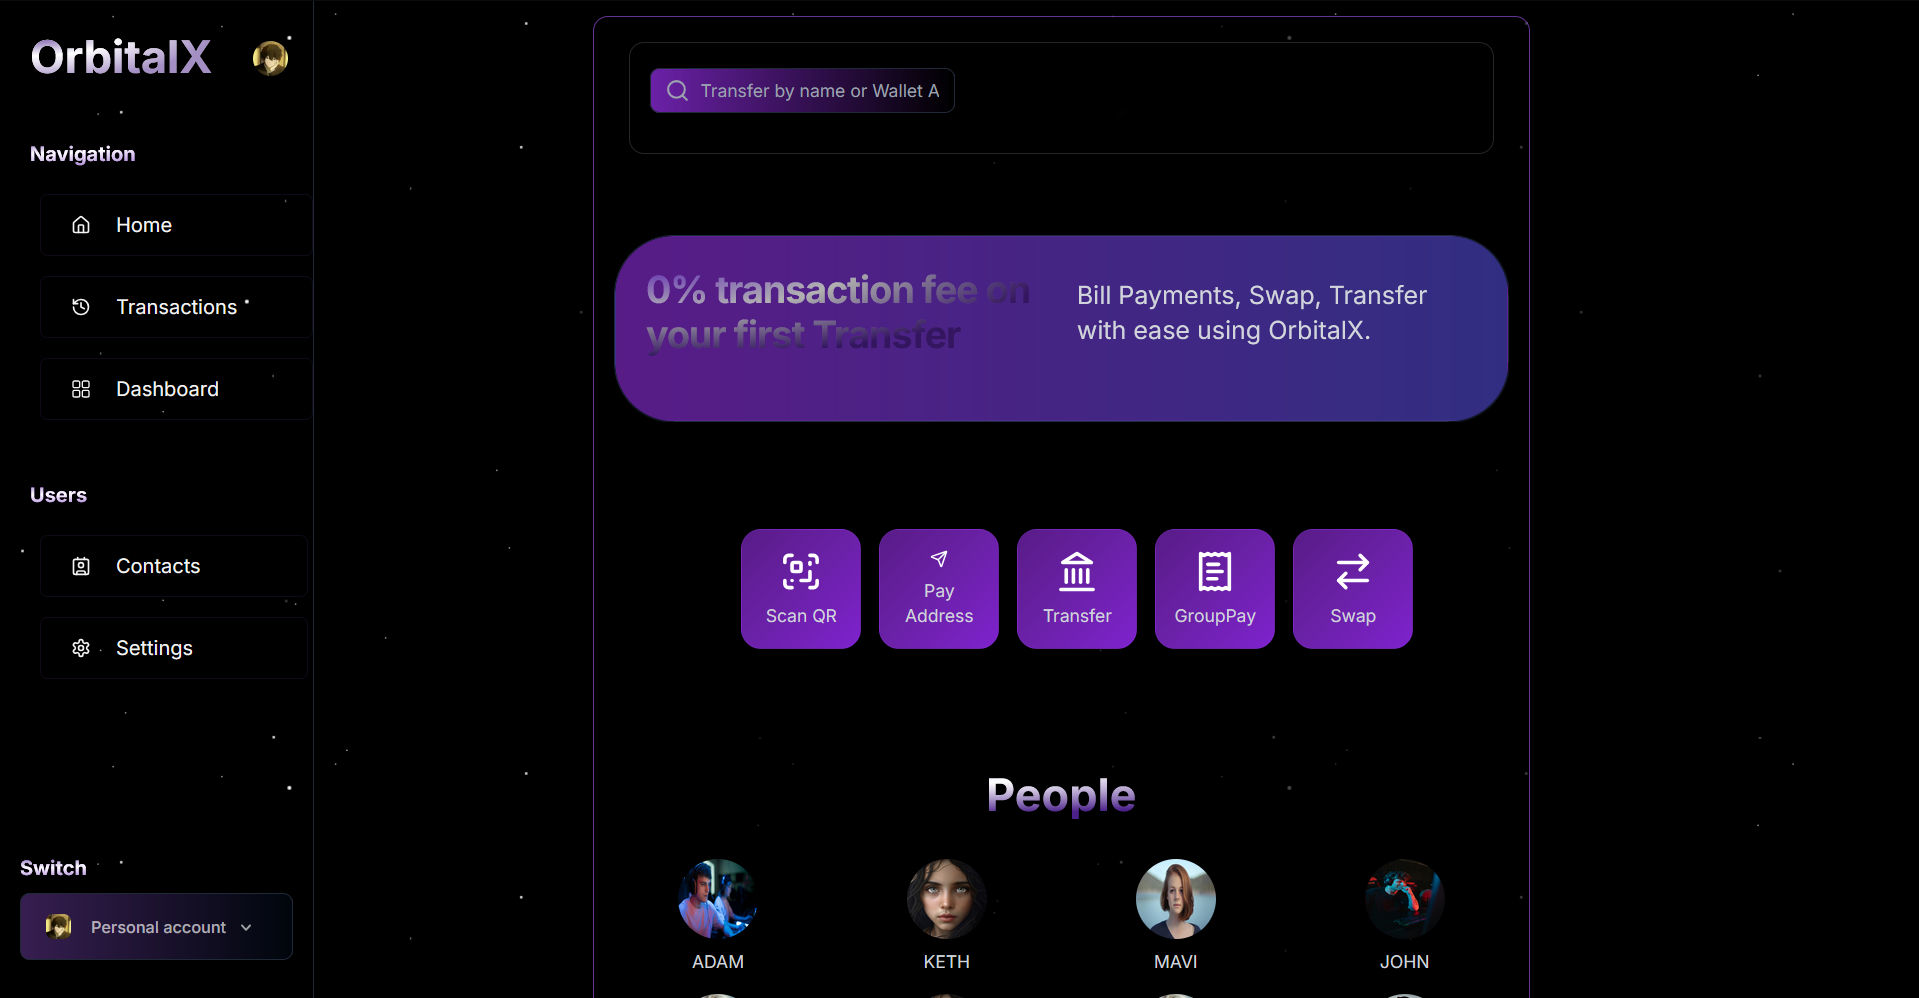 OrbitalX
Navigation
Home
Transactions
Dashboard
Users
Contacts
Settings
Switch
Personal account
Transfer by name or Wallet A
0% transaction fee on
your first Transfer
Bill Payments, Swap, Transfer
with ease using OrbitalX.
Scan QR
Pay
Address
Transfer
GroupPay
Swap
People
ADAM
KETH
MAVI
JOHN